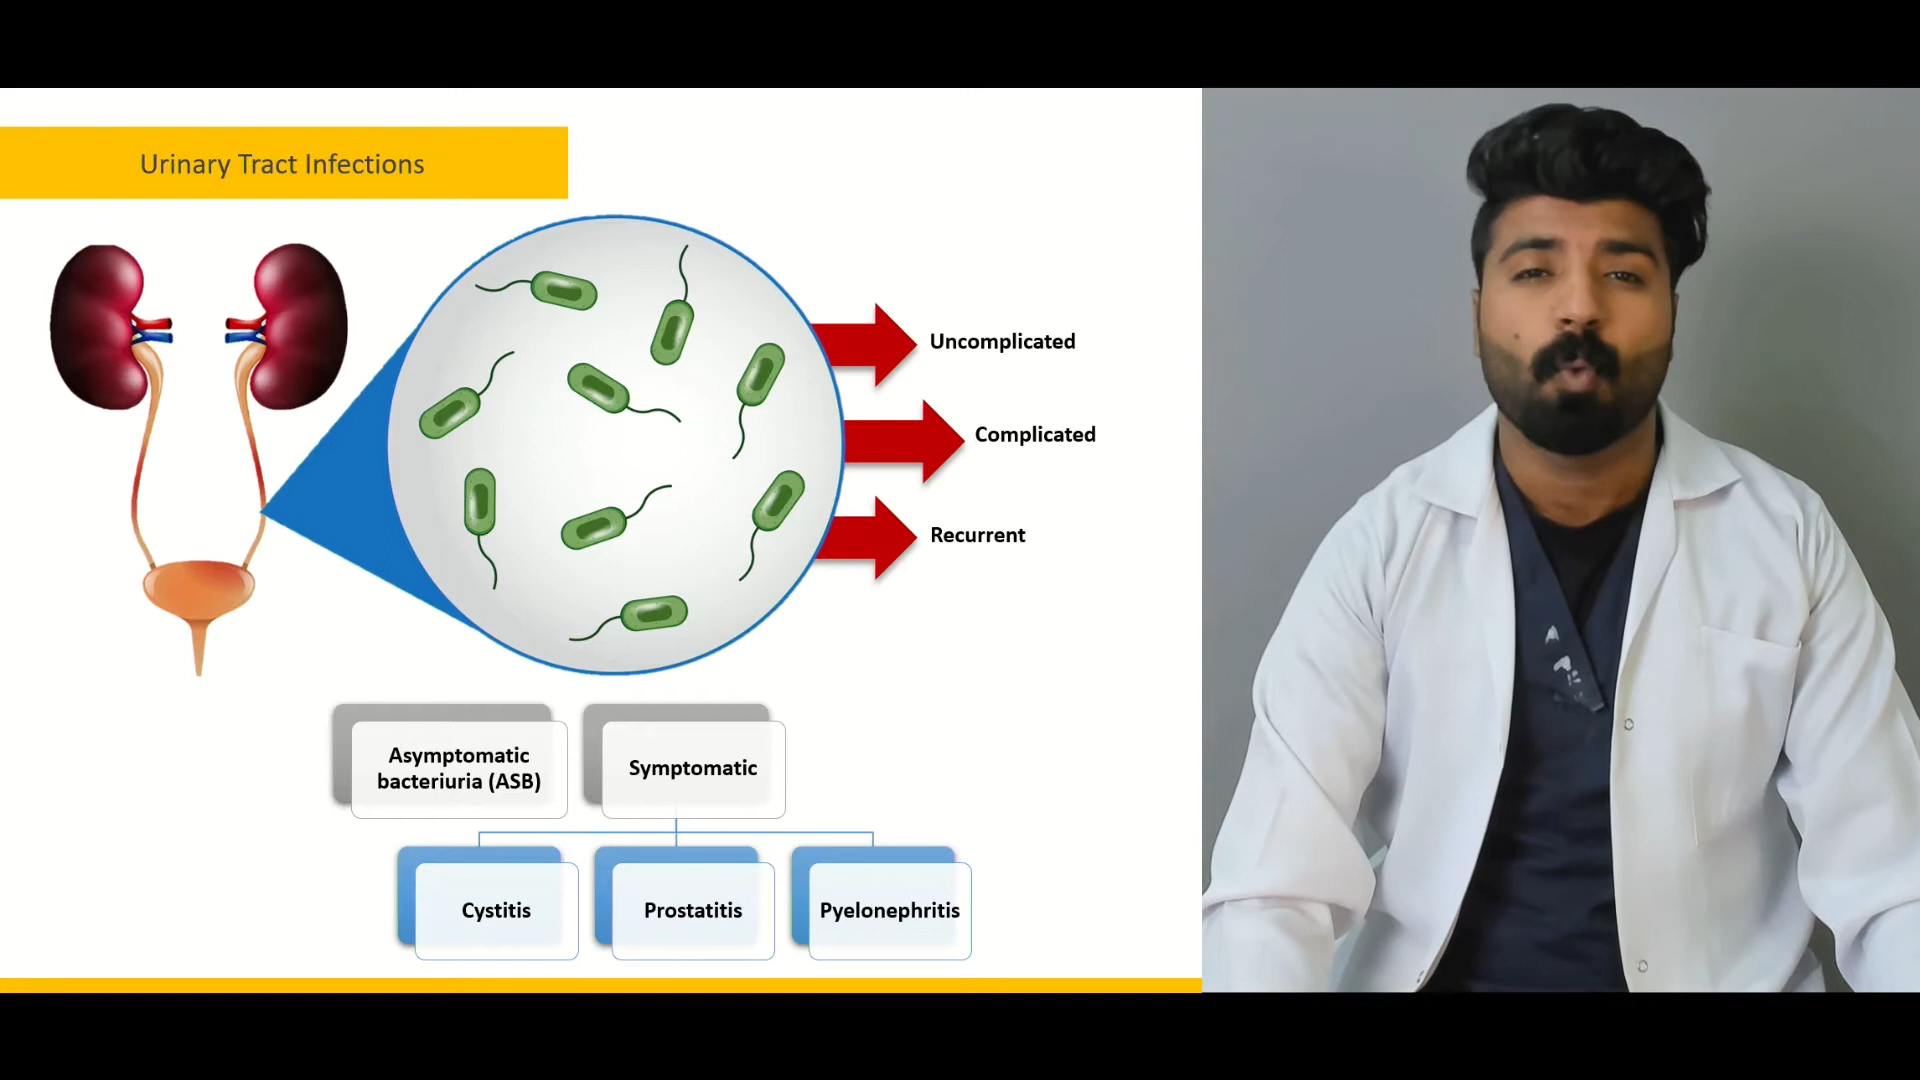 Urinary Tract Infections
Uncomplicated
Complicated
Recurrent
Asymptomatic
bacteriuria (ASB)
Symptomatic
Cystitis
Prostatitis
Pyelonephritis